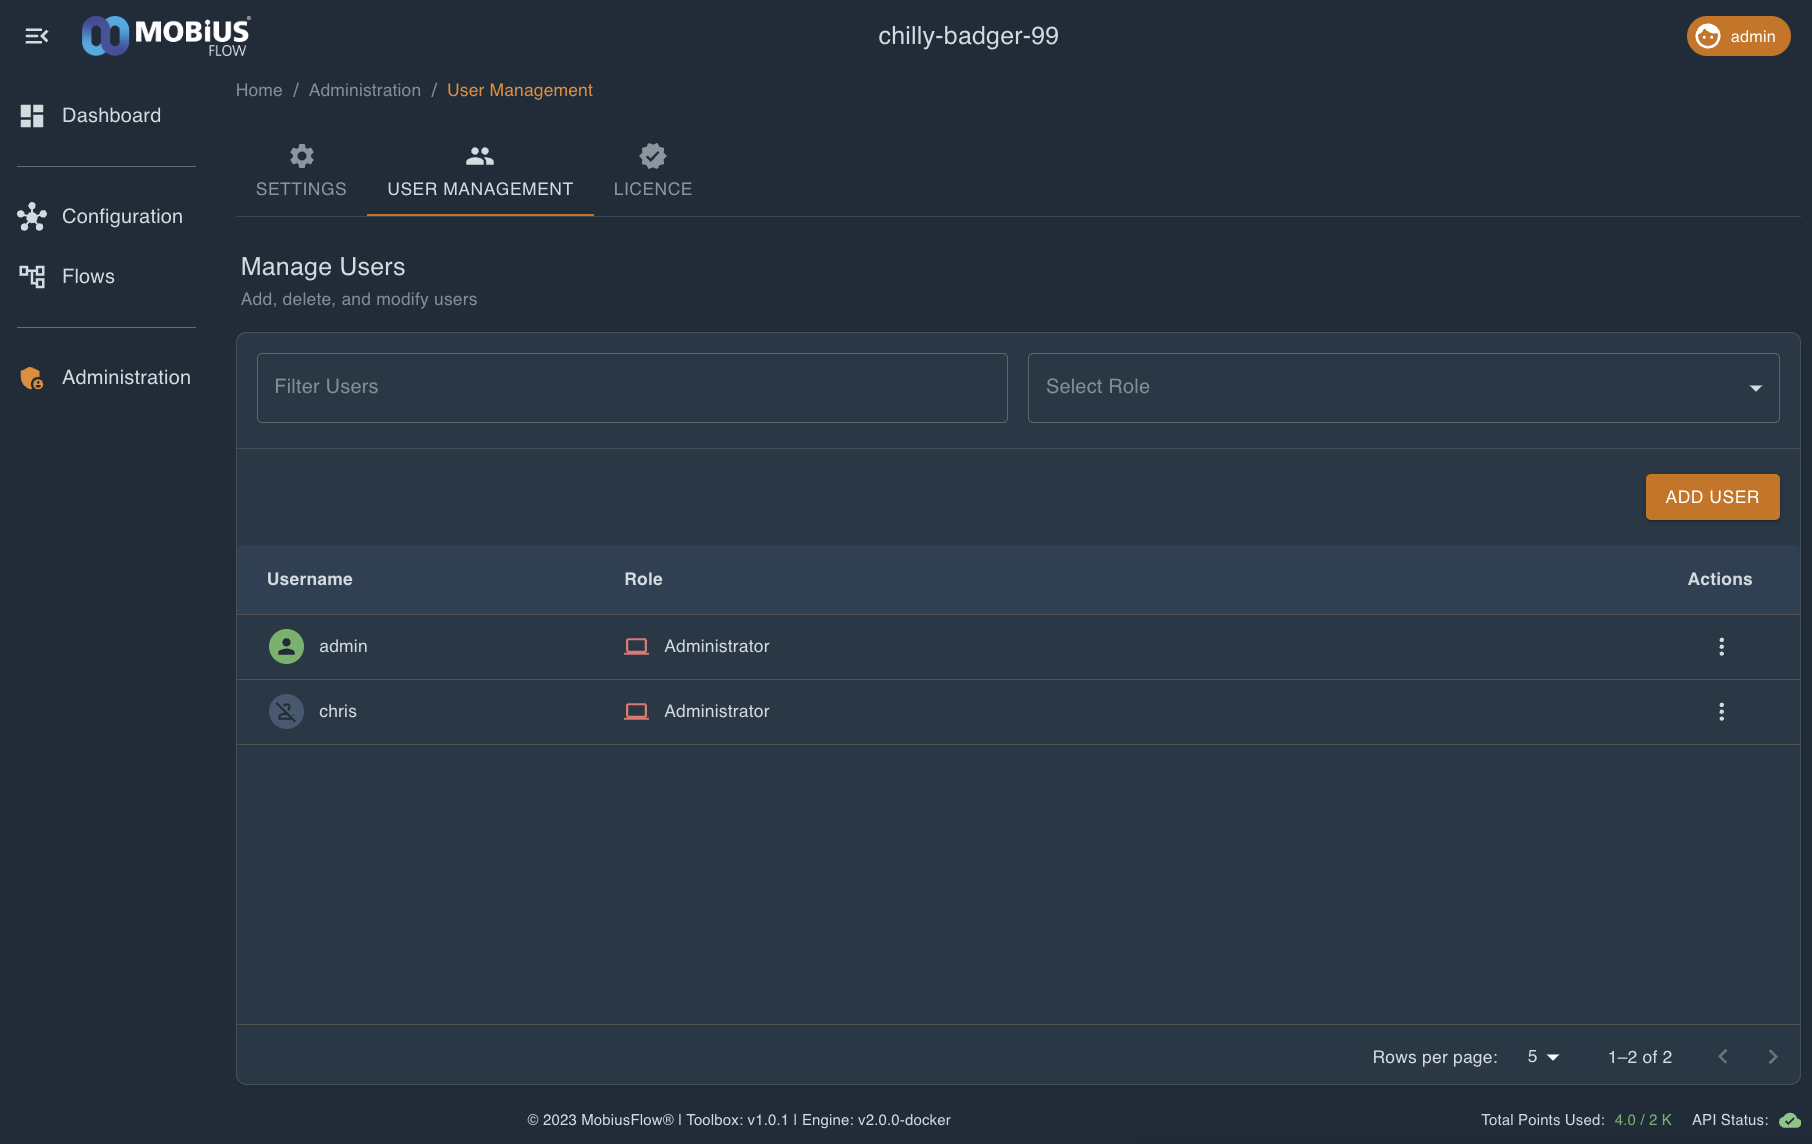 MOBiUS
FLOW
chilly-badger-99
admin
Home / Administration / User Management
Dashboard
Configuration
Flows
Administration
SETTINGS
USER MANAGEMENT
LICENCE
Manage Users
Add, delete, and modify users
Filter Users
Select Role
ADD USER
Username Role Actions
admin Administrator
chris Administrator
Rows per page: 5 1–2 of 2
© 2023 MobiusFlow® | Toolbox: v1.0.1 | Engine: v2.0.0-docker
Total Points Used: 4.0 / 2 K API Status: